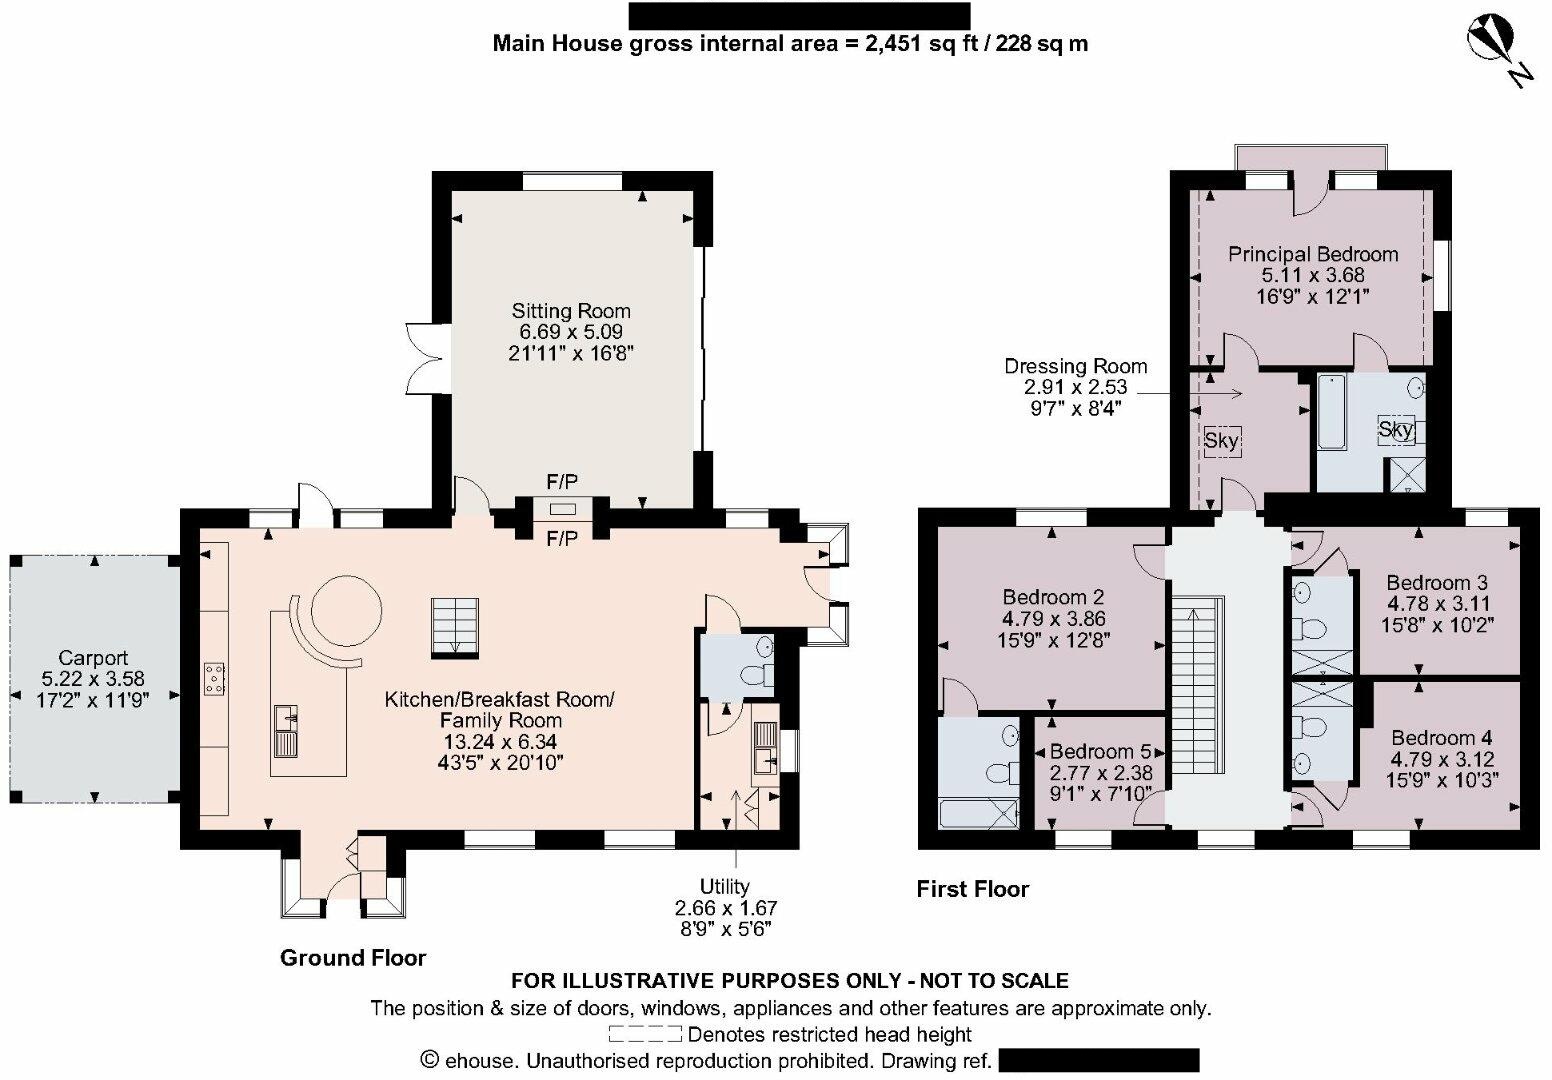 Main House gross internal area = 2,451 sq ft / 228 sq m
N
Sitting Room
6.69 x 5.09
21'11" x 16'8"
F/P
F/P
Carport
5.22 x 3.58
17'2" x 11'9"
Kitchen/Breakfast Room/
Family Room
13.24 x 6.34
43'5" x 20'10"
Utility
2.66 x 1.67
8'9" x 5'6"
Ground Floor
Principal Bedroom
5.11 x 3.68
16'9" x 12'1"
Dressing Room
2.91 x 2.53
9'7" x 8'4"
Sky
Sky
Bedroom 2
4.79 x 3.86
15'9" x 12'8"
Bedroom 3
4.78 x 3.11
15'8" x 10'2"
Bedroom 5
2.77 x 2.38
9'1" x 7'10"
Bedroom 4
4.79 x 3.12
15'9" x 10'3"
First Floor
FOR ILLUSTRATIVE PURPOSES ONLY - NOT TO SCALE
The position & size of doors, windows, appliances and other features are approximate only.
Denotes restricted head height
© ehouse. Unauthorised reproduction prohibited. Drawing ref.